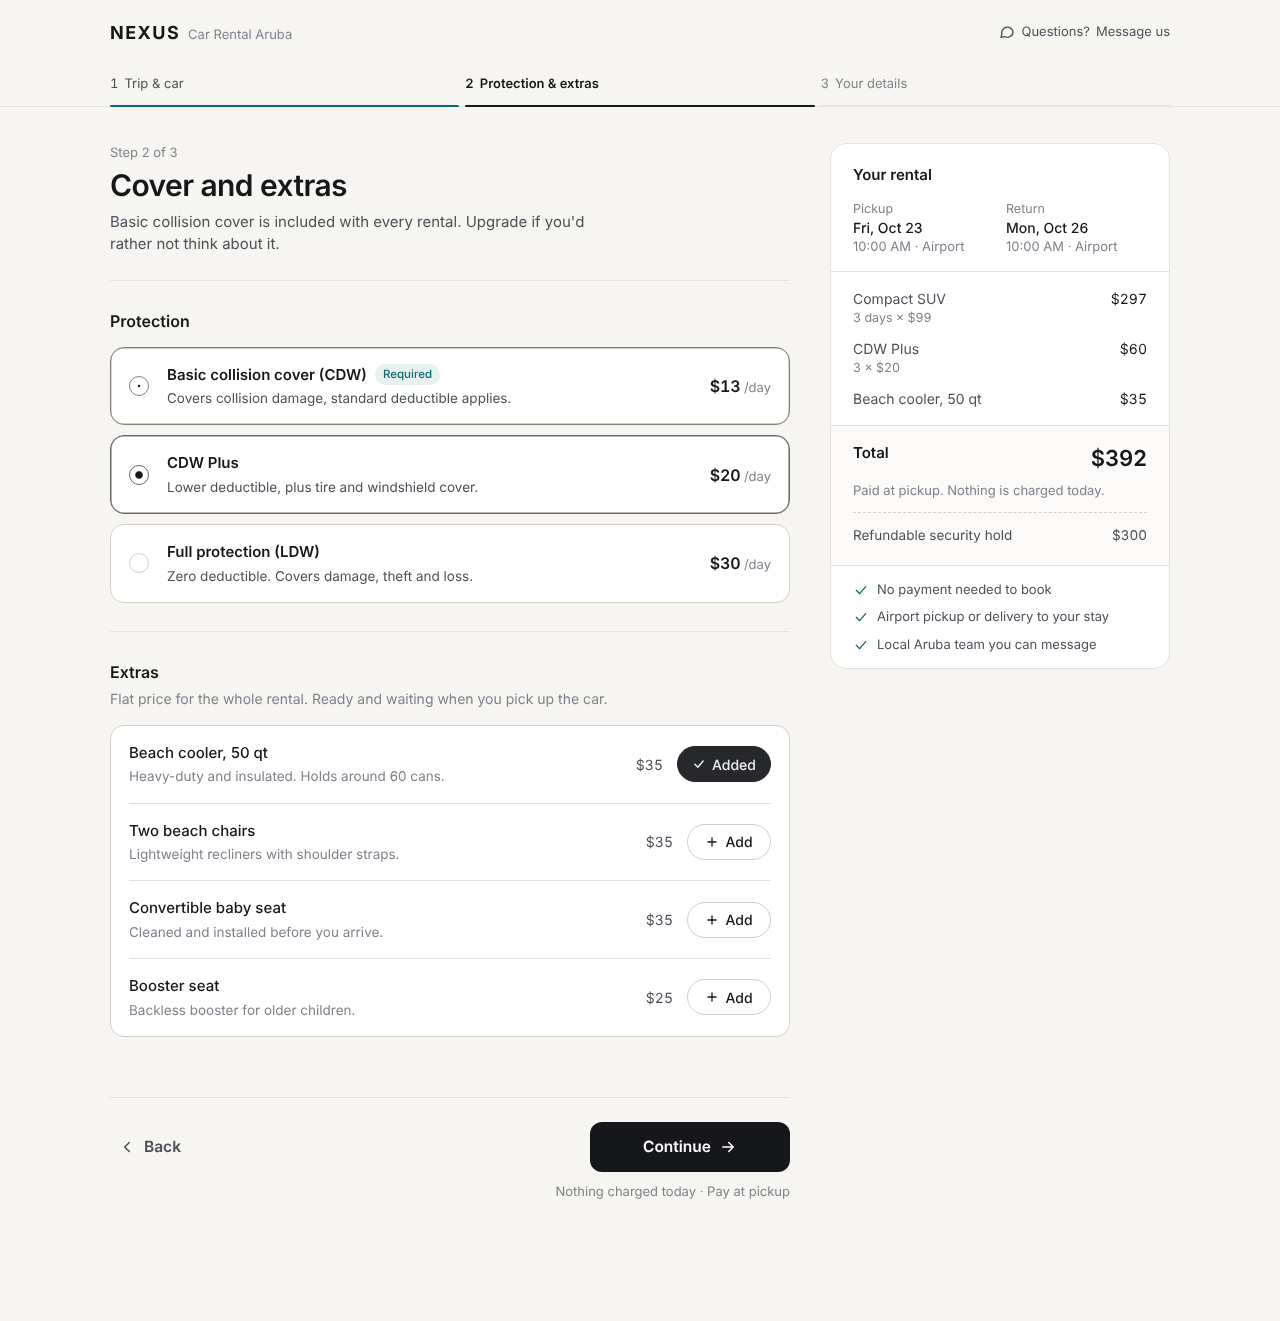 NEXUS Car Rental Aruba
Questions? Message us
1 Trip & car
2 Protection & extras
3 Your details
Step 2 of 3
Cover and extras
Basic collision cover is included with every rental. Upgrade if you'd
rather not think about it.
Protection
Basic collision cover (CDW) Required
Covers collision damage, standard deductible applies.
$13 /day
CDW Plus
Lower deductible, plus tire and windshield cover.
$20 /day
Full protection (LDW)
Zero deductible. Covers damage, theft and loss.
$30 /day
Extras
Flat price for the whole rental. Ready and waiting when you pick up the car.
Beach cooler, 50 qt
Heavy-duty and insulated. Holds around 60 cans.
$35 Added
Two beach chairs
Lightweight recliners with shoulder straps.
$35 + Add
Convertible baby seat
Cleaned and installed before you arrive.
$35 + Add
Booster seat
Backless booster for older children.
$25 + Add
Back
Continue
Nothing charged today · Pay at pickup
Your rental
Pickup
Fri, Oct 23
10:00 AM · Airport
Return
Mon, Oct 26
10:00 AM · Airport
Compact SUV $297
3 days × $99
CDW Plus $60
3 × $20
Beach cooler, 50 qt $35
Total $392
Paid at pickup. Nothing is charged today.
Refundable security hold $300
No payment needed to book
Airport pickup or delivery to your stay
Local Aruba team you can message